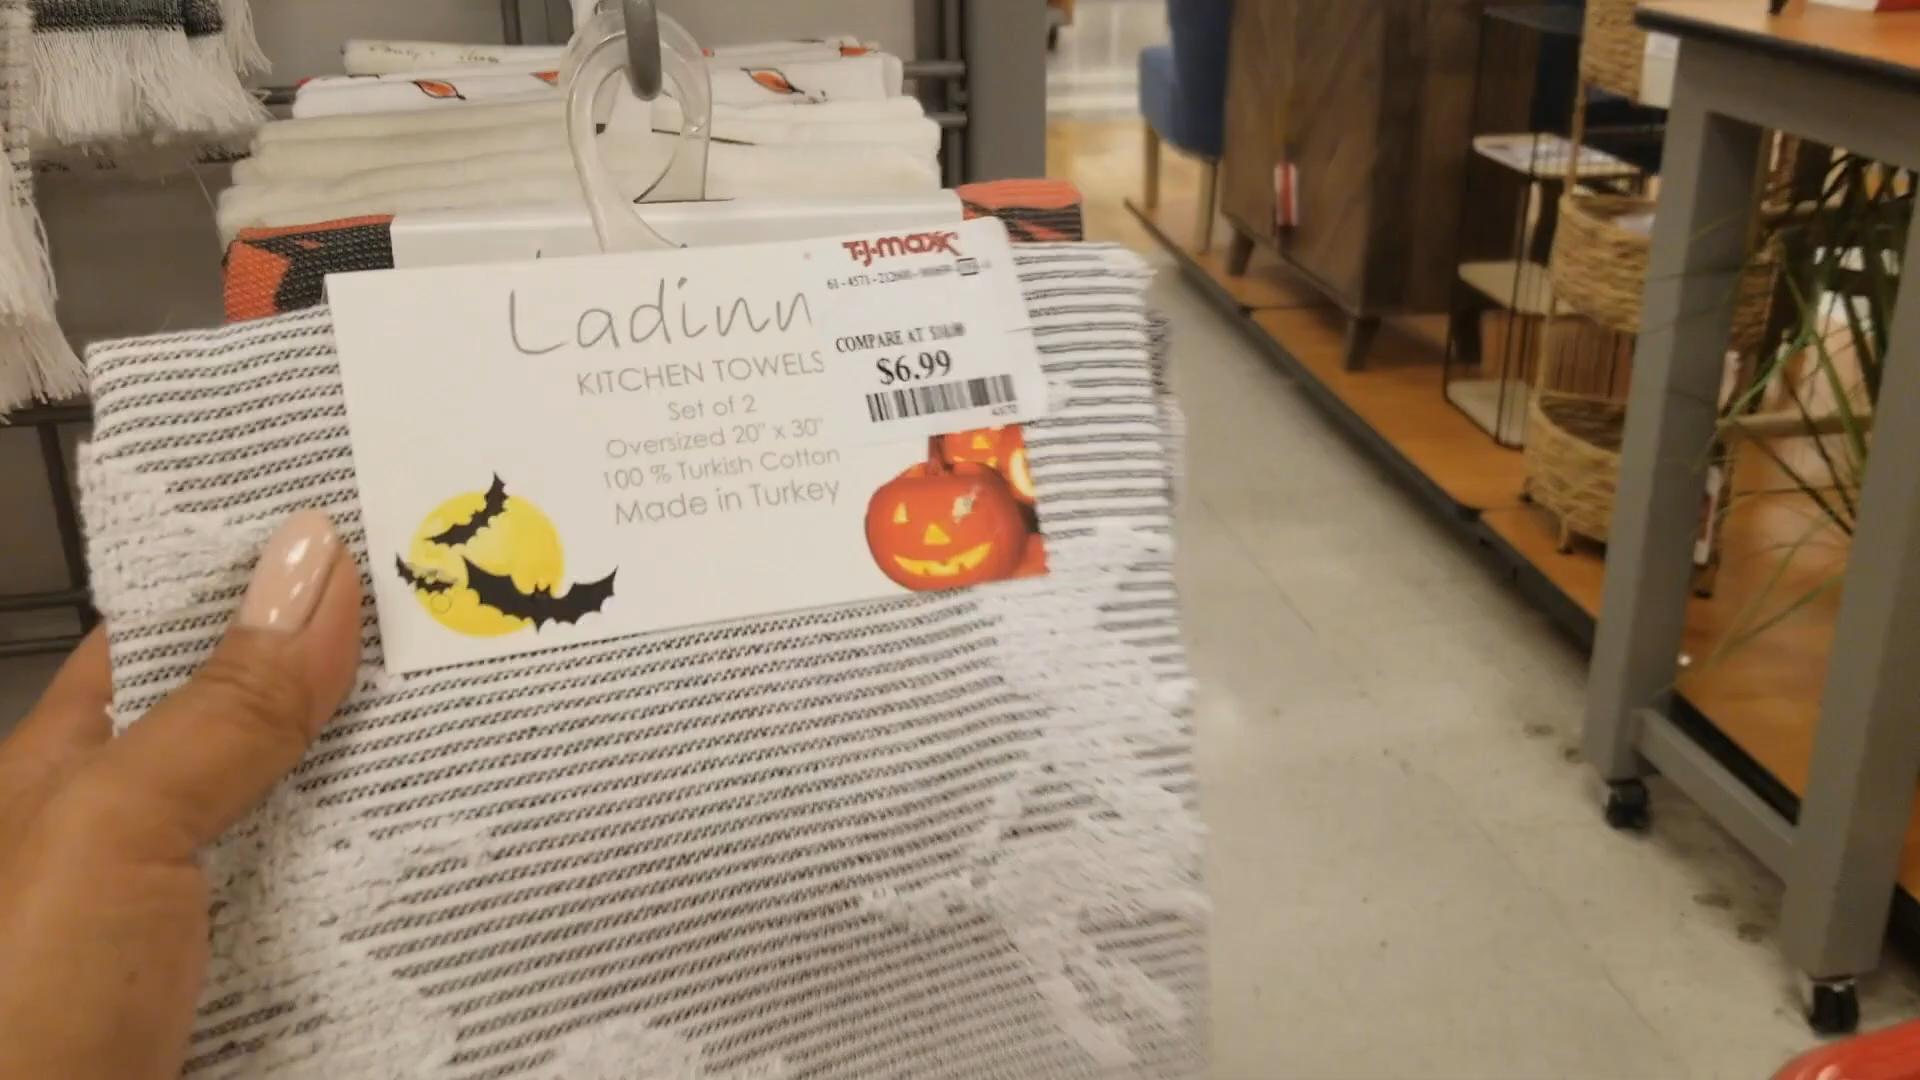 T.J.maxx
Ladinn
COMPARE AT
$6.99
KITCHEN TOWELS
Set of 2
Oversized 20" x 30"
100 % Turkish Cotton
Made in Turkey